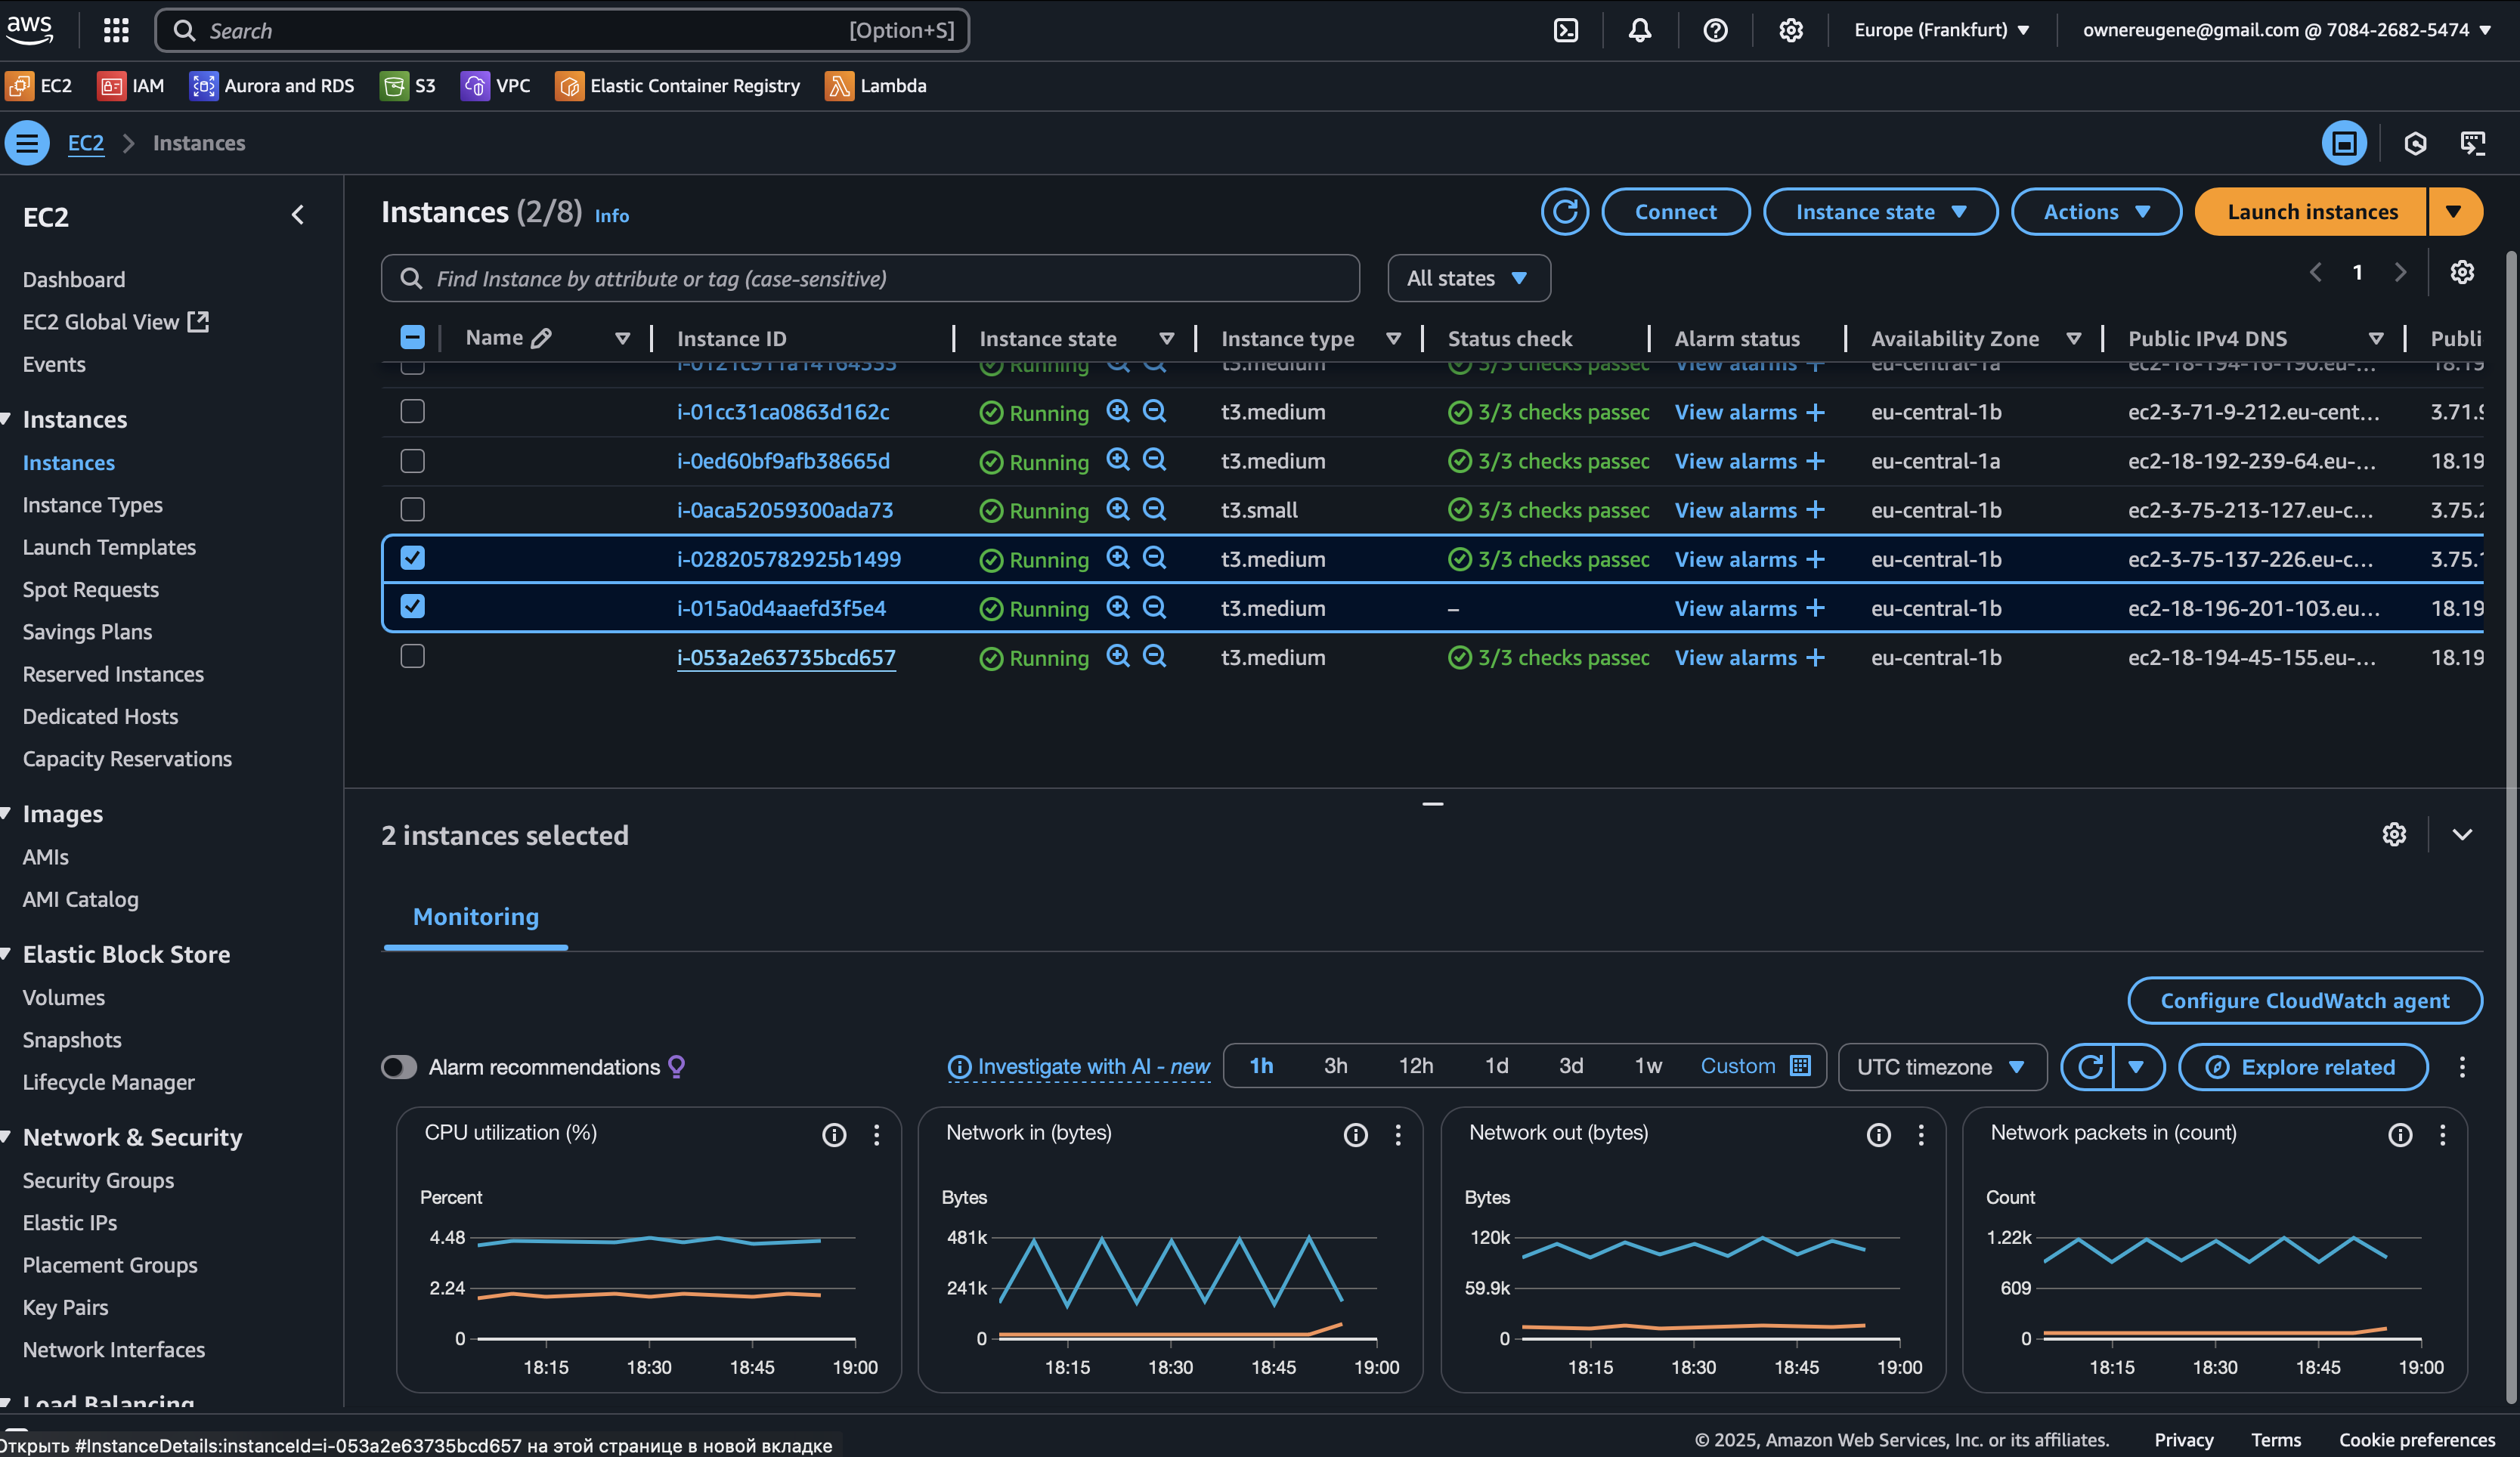 aws
Search [Option+S]
Europe (Frankfurt)
ownereugene@gmail.com @ 7084-2682-5474
EC2 IAM Aurora and RDS S3 VPC Elastic Container Registry Lambda
EC2 Instances
EC2
Dashboard
EC2 Global View
Events
Instances
Instances
Instance Types
Launch Templates
Spot Requests
Savings Plans
Reserved Instances
Dedicated Hosts
Capacity Reservations
Images
AMIs
AMI Catalog
Elastic Block Store
Volumes
Snapshots
Lifecycle Manager
Network & Security
Security Groups
Elastic IPs
Placement Groups
Key Pairs
Network Interfaces
Load Balancing
Instances (2/8) Info
Connect
Instance state
Actions
Launch instances
Find Instance by attribute or tag (case-sensitive)
All states
1
Name Instance ID Instance state Instance type Status check Alarm status Availability Zone Public IPv4 DNS Publi
Running t3.medium 3/3 checks passec View alarms eu-central-1a ec2-18-194-16-190.eu-... 18.19
i-01cc31ca0863d162c Running t3.medium 3/3 checks passec View alarms eu-central-1b ec2-3-71-9-212.eu-cent... 3.71.9
i-0ed60bf9afb38665d Running t3.medium 3/3 checks passec View alarms eu-central-1a ec2-18-192-239-64.eu-... 18.19
i-0aca52059300ada73 Running t3.small 3/3 checks passec View alarms eu-central-1b ec2-3-75-213-127.eu-c... 3.75.2
i-028205782925b1499 Running t3.medium 3/3 checks passec View alarms eu-central-1b ec2-3-75-137-226.eu-c... 3.75.1
i-015a0d4aaefd3f5e4 Running t3.medium – View alarms eu-central-1b ec2-18-196-201-103.eu... 18.19
i-053a2e63735bcd657 Running t3.medium 3/3 checks passec View alarms eu-central-1b ec2-18-194-45-155.eu-... 18.19
2 instances selected
Monitoring
Configure CloudWatch agent
Alarm recommendations
Investigate with AI - new
1h 3h 12h 1d 3d 1w Custom
UTC timezone
Explore related
CPU utilization (%)
Percent
4.48
2.24
0
18:15 18:30 18:45 19:00
Network in (bytes)
Bytes
481k
241k
0
18:15 18:30 18:45 19:00
Network out (bytes)
Bytes
120k
59.9k
0
18:15 18:30 18:45 19:00
Network packets in (count)
Count
1.22k
609
0
18:15 18:30 18:45 19:00
Открыть #InstanceDetails:instanceId=i-053a2e63735bcd657 на этой странице в новой вкладке
© 2025, Amazon Web Services, Inc. or its affiliates. Privacy Terms Cookie preferences